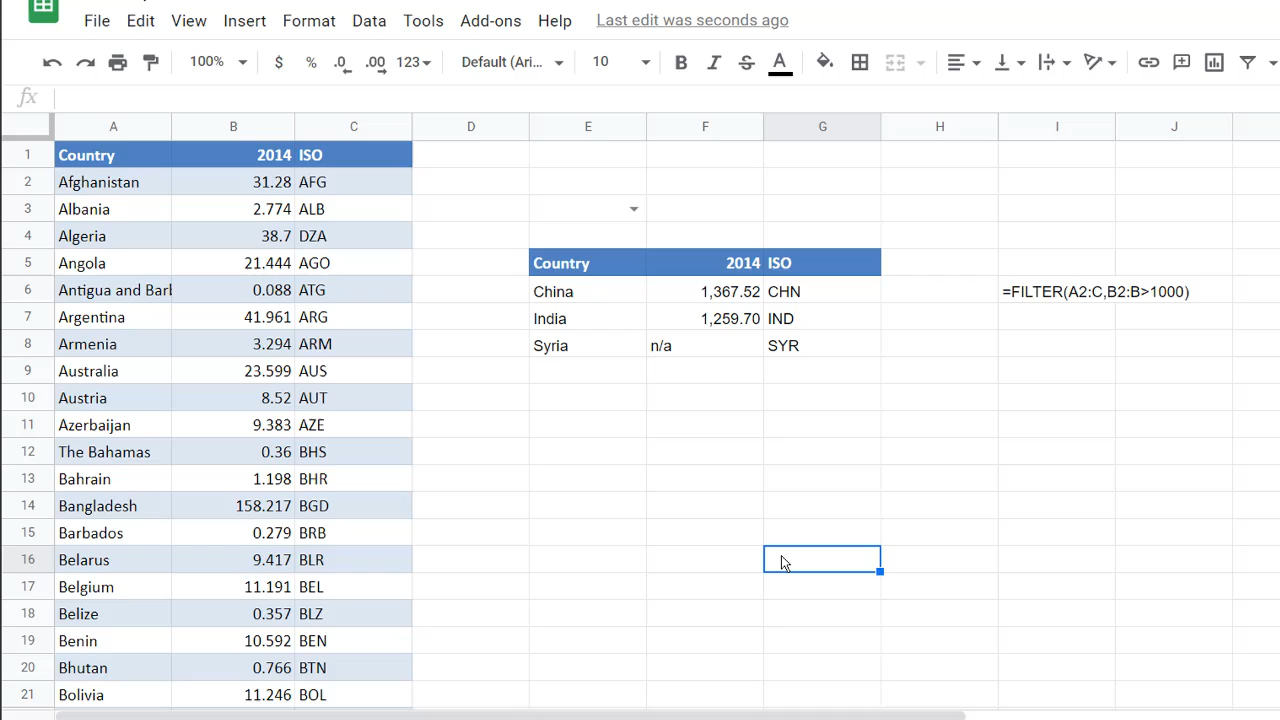 File Edit View Insert Format Data Tools Add-ons Help Last edit was seconds ago
100% $ % .0 .00 123 Default (Ari... 10 B I S A
fx
A B C D E F G H I J
1 Country 2014 ISO
2 Afghanistan 31.28 AFG
3 Albania 2.774 ALB
4 Algeria 38.7 DZA
5 Angola 21.444 AGO Country 2014 ISO
6 Antigua and Barb 0.088 ATG China 1,367.52 CHN =FILTER(A2:C,B2:B>1000)
7 Argentina 41.961 ARG India 1,259.70 IND
8 Armenia 3.294 ARM Syria n/a SYR
9 Australia 23.599 AUS
10 Austria 8.52 AUT
11 Azerbaijan 9.383 AZE
12 The Bahamas 0.36 BHS
13 Bahrain 1.198 BHR
14 Bangladesh 158.217 BGD
15 Barbados 0.279 BRB
16 Belarus 9.417 BLR
17 Belgium 11.191 BEL
18 Belize 0.357 BLZ
19 Benin 10.592 BEN
20 Bhutan 0.766 BTN
21 Bolivia 11.246 BOL